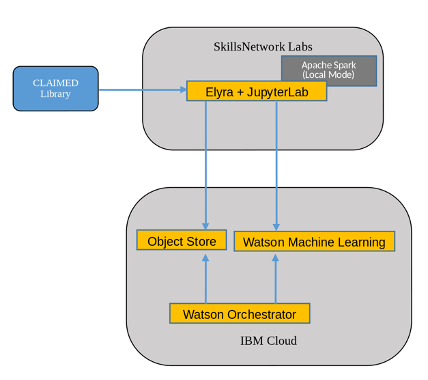 SkillsNetwork Labs
Apache Spark
(Local Mode)
CLAIMED
Library
Elyra + JupyterLab
Object Store
Watson Machine Learning
Watson Orchestrator
IBM Cloud